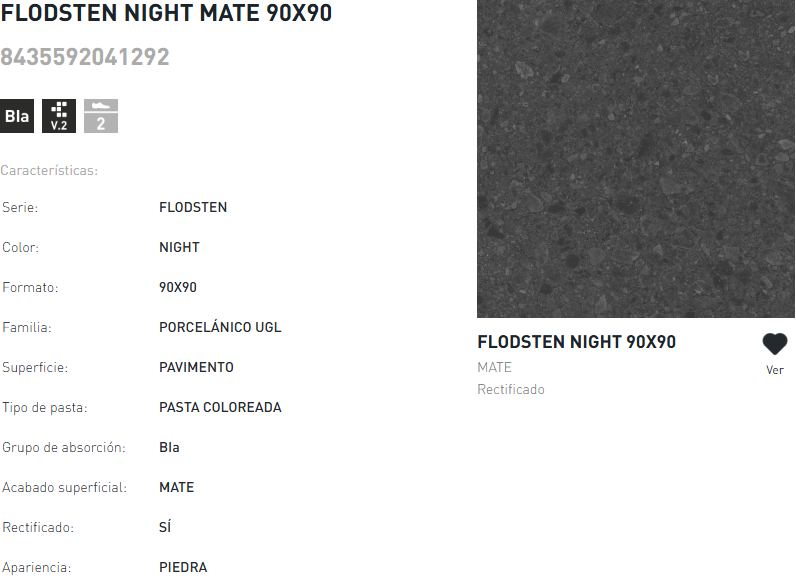 FLODSTEN NIGHT MATE 90X90
8435592041292
BIa
V.2
2
Características:
Serie: FLODSTEN
Color: NIGHT
Formato: 90X90
Familia: PORCELÁNICO UGL
Superficie: PAVIMENTO
Tipo de pasta: PASTA COLOREADA
Grupo de absorción: BIa
Acabado superficial: MATE
Rectificado: SÍ
Apariencia: PIEDRA
FLODSTEN NIGHT 90X90
MATE
Rectificado
Ver